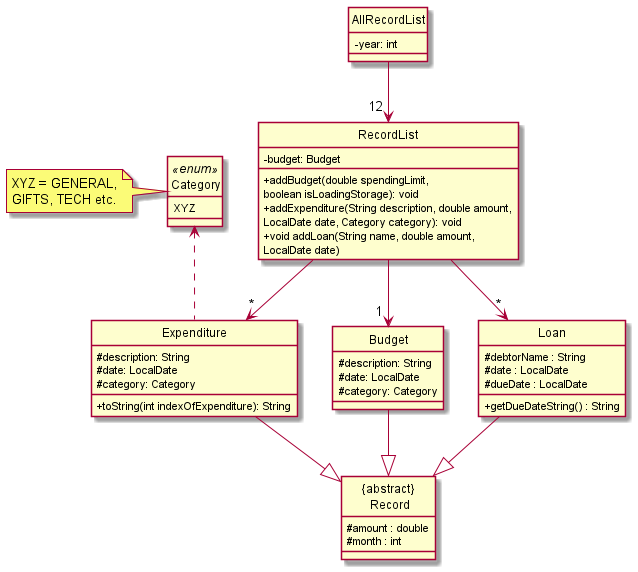 AllRecordList
-year: int
12
RecordList
-budget: Budget
+addBudget(double spendingLimit,
boolean isLoadingStorage): void
+addExpenditure(String description, double amount,
LocalDate date, Category category): void
+void addLoan(String name, double amount,
LocalDate date)
XYZ = GENERAL,
GIFTS, TECH etc.
«enum»
Category
XYZ
*
1
*
Expenditure
#description: String
#date: LocalDate
#category: Category
+toString(int indexOfExpenditure): String
Budget
#description: String
#date: LocalDate
#category: Category
Loan
#debtorName : String
#date : LocalDate
#dueDate : LocalDate
+getDueDateString() : String
{abstract}
Record
#amount : double
#month : int